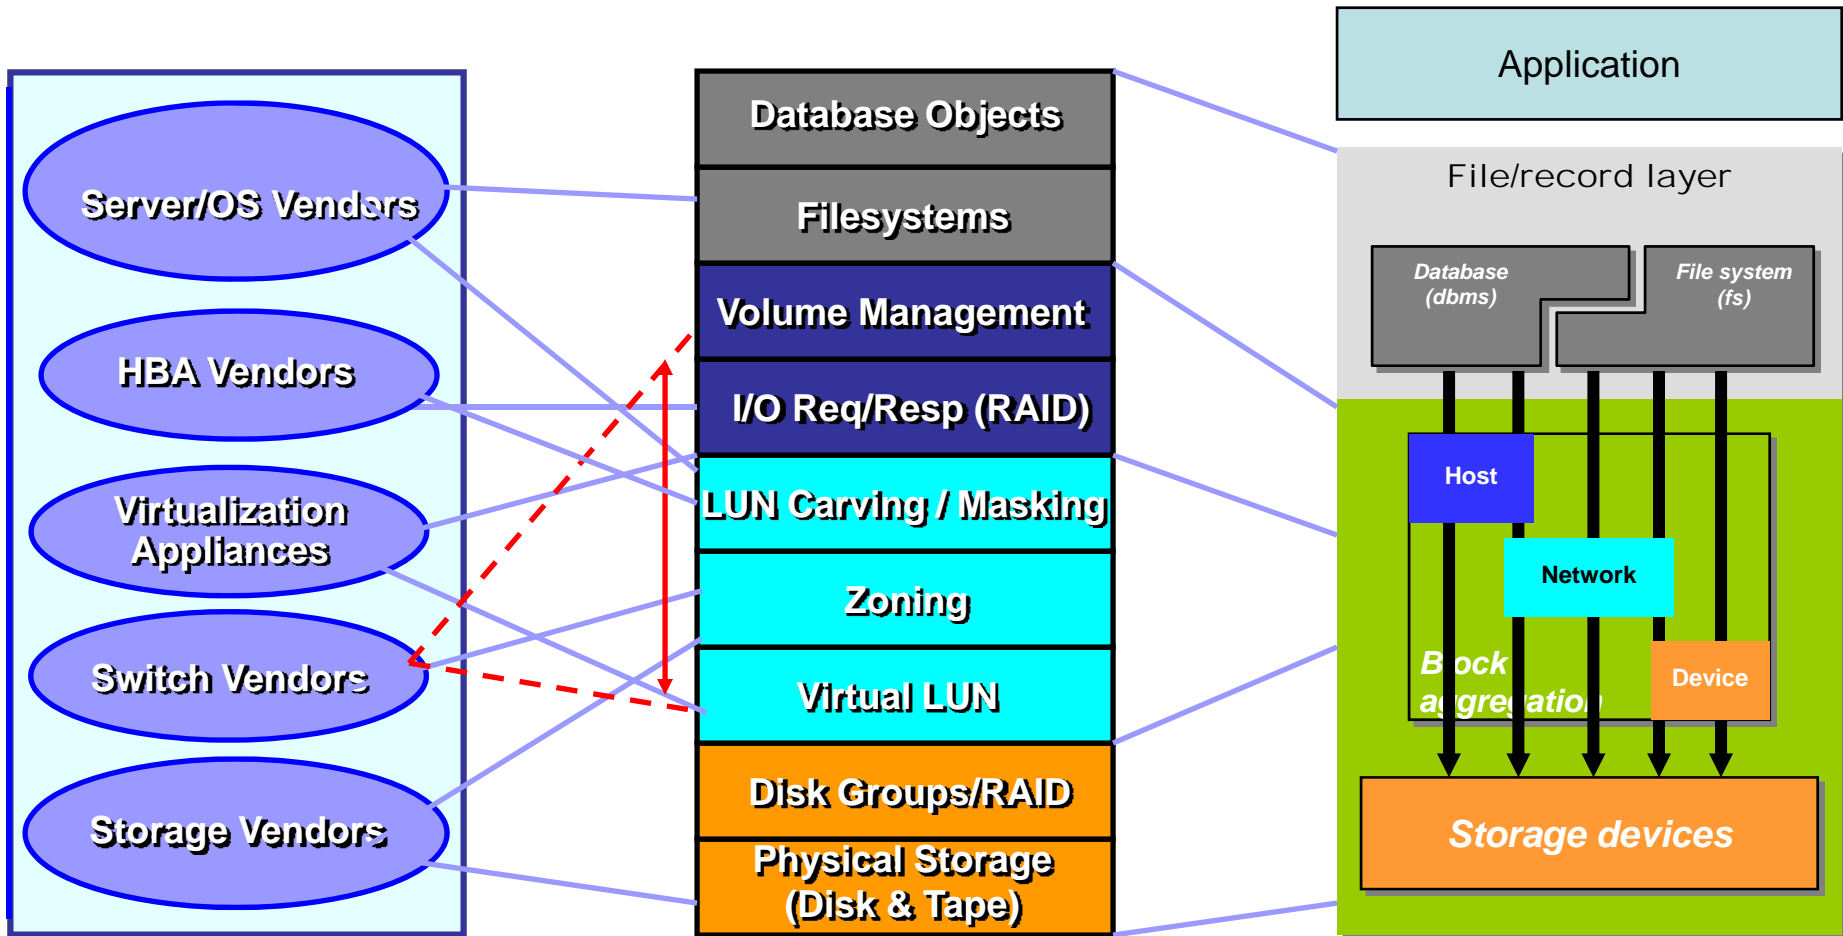 Server/OS Vendors
HBA Vendors
Virtualization
Appliances
Switch Vendors
Storage Vendors
Database Objects
Filesystems
Volume Management
I/O Req/Resp (RAID)
LUN Carving / Masking
Zoning
Virtual LUN
Disk Groups/RAID
Physical Storage
(Disk & Tape)
Application
File/record layer
Database
(dbms)
File system
(fs)
Host
Network
Device
Block
aggregation
Storage devices